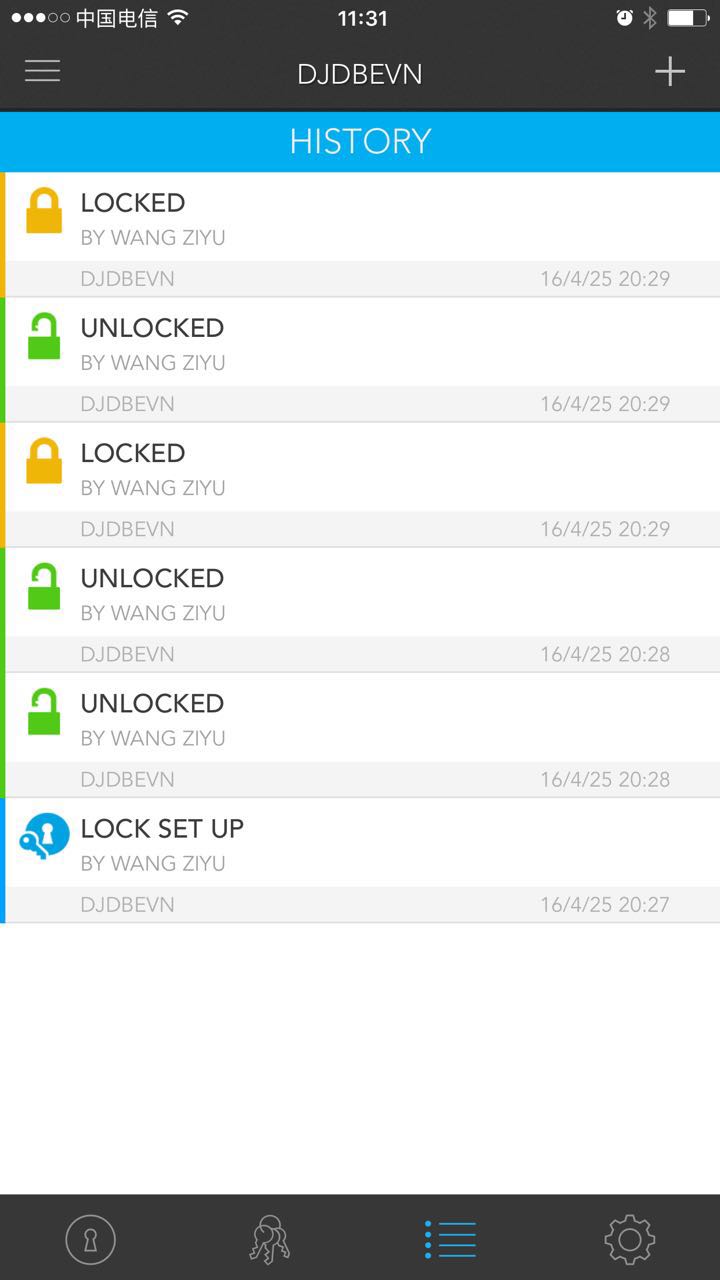 中国电信
11:31
DJDBEVN
HISTORY
LOCKED
BY WANG ZIYU
DJDBEVN 16/4/25 20:29
UNLOCKED
BY WANG ZIYU
DJDBEVN 16/4/25 20:29
LOCKED
BY WANG ZIYU
DJDBEVN 16/4/25 20:29
UNLOCKED
BY WANG ZIYU
DJDBEVN 16/4/25 20:28
UNLOCKED
BY WANG ZIYU
DJDBEVN 16/4/25 20:28
LOCK SET UP
BY WANG ZIYU
DJDBEVN 16/4/25 20:27